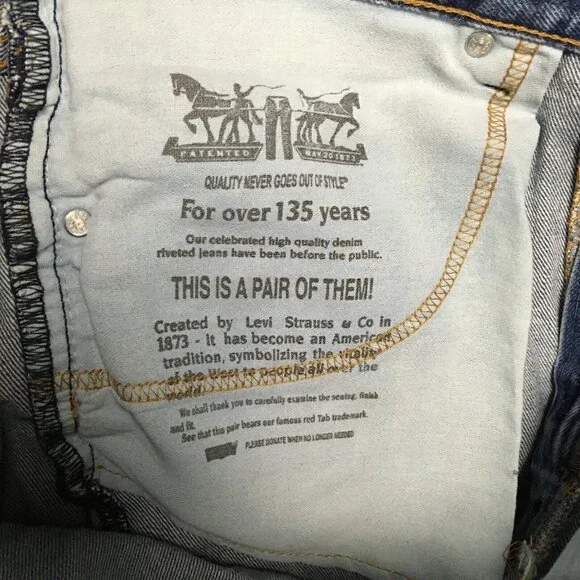 PATENTED MAY 20 1873
QUALITY NEVER GOES OUT OF STYLE®
For over 135 years
Our celebrated high quality denim
riveted jeans have been before the public.
THIS IS A PAIR OF THEM!
Created by Levi Strauss & Co in
1873 - It has become an American
tradition, symbolizing the vitality
of the West to people all over the
world.
We shall thank you to carefully examine the sewing, finish
and fit.
See that this pair bears our famous red Tab trademark.
PLEASE DONATE WHEN NO LONGER NEEDED